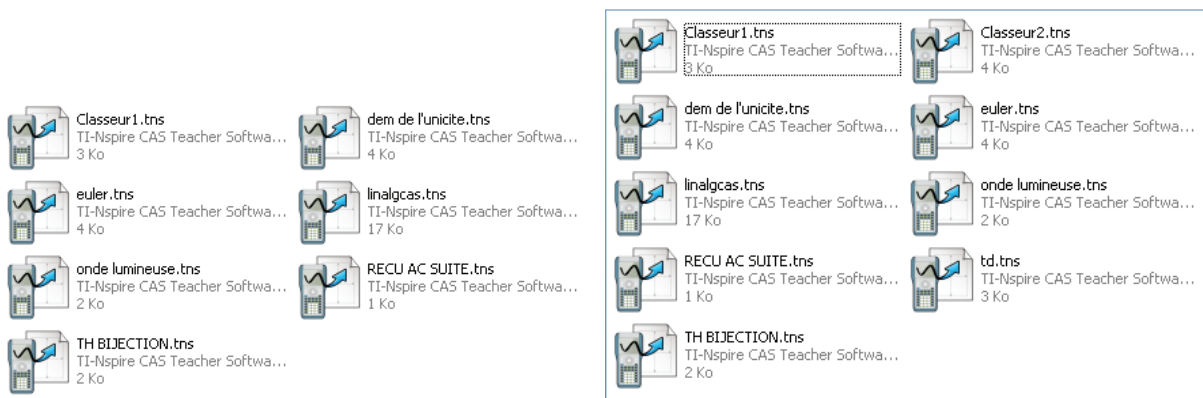 Classeur1.tns
TI-Nspire CAS Teacher Softwa...
3 Ko
dem de l'unicite.tns
TI-Nspire CAS Teacher Softwa...
4 Ko
euler.tns
TI-Nspire CAS Teacher Softwa...
4 Ko
linalgcas.tns
TI-Nspire CAS Teacher Softwa...
17 Ko
onde lumineuse.tns
TI-Nspire CAS Teacher Softwa...
2 Ko
RECU AC SUITE.tns
TI-Nspire CAS Teacher Softwa...
1 Ko
TH BIJECTION.tns
TI-Nspire CAS Teacher Softwa...
2 Ko
Classeur1.tns
TI-Nspire CAS Teacher Softwa...
3 Ko
Classeur2.tns
TI-Nspire CAS Teacher Softwa...
4 Ko
dem de l'unicite.tns
TI-Nspire CAS Teacher Softwa...
4 Ko
euler.tns
TI-Nspire CAS Teacher Softwa...
4 Ko
linalgcas.tns
TI-Nspire CAS Teacher Softwa...
17 Ko
onde lumineuse.tns
TI-Nspire CAS Teacher Softwa...
2 Ko
RECU AC SUITE.tns
TI-Nspire CAS Teacher Softwa...
1 Ko
td.tns
TI-Nspire CAS Teacher Softwa...
3 Ko
TH BIJECTION.tns
TI-Nspire CAS Teacher Softwa...
2 Ko